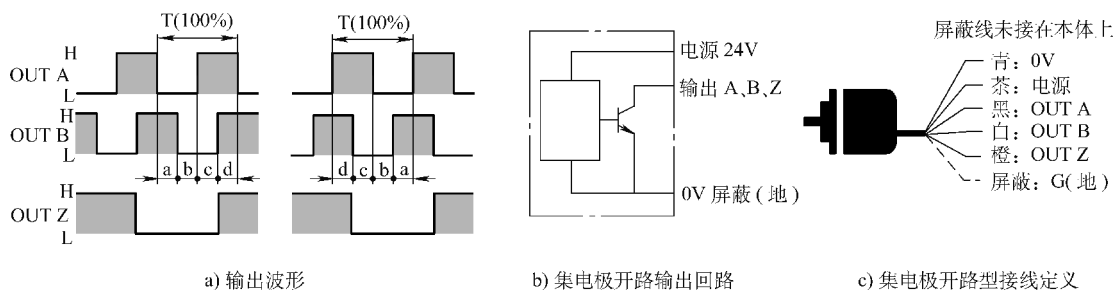 T(100%)
H
OUT A
L
H
OUT B
L
a b c d
H
OUT Z
L
T(100%)
d c b a
a) 输出波形
电源 24V
输出 A、B、Z
0V 屏蔽(地)
b) 集电极开路输出回路
屏蔽线未接在本体上
青：0V
茶：电源
黑：OUT A
白：OUT B
橙：OUT Z
屏蔽：G(地)
c) 集电极开路型接线定义